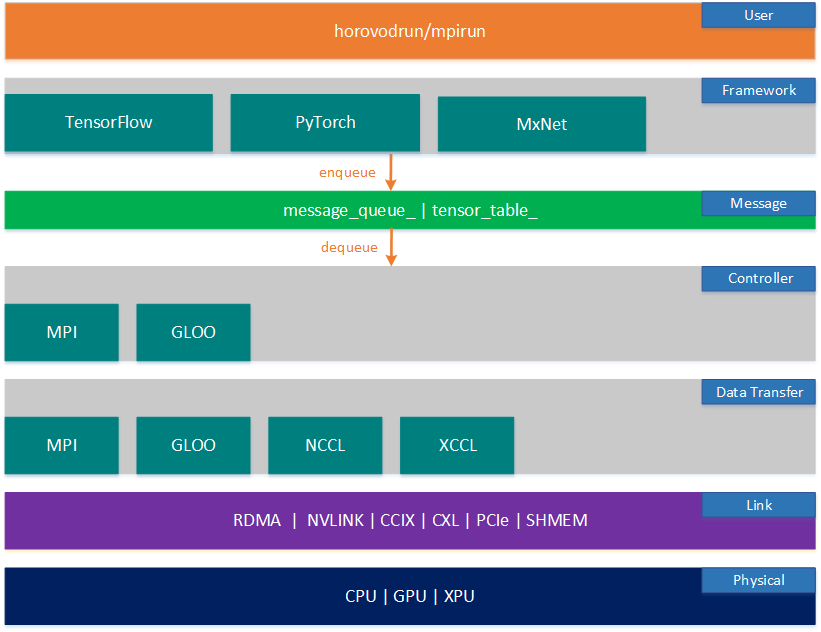 User
horovodrun/mpirun
Framework
TensorFlow
PyTorch
MxNet
enqueue
Message
message_queue_ | tensor_table_
dequeue
Controller
MPI
GLOO
Data Transfer
MPI
GLOO
NCCL
XCCL
Link
RDMA | NVLINK | CCIX | CXL | PCIe | SHMEM
Physical
CPU | GPU | XPU